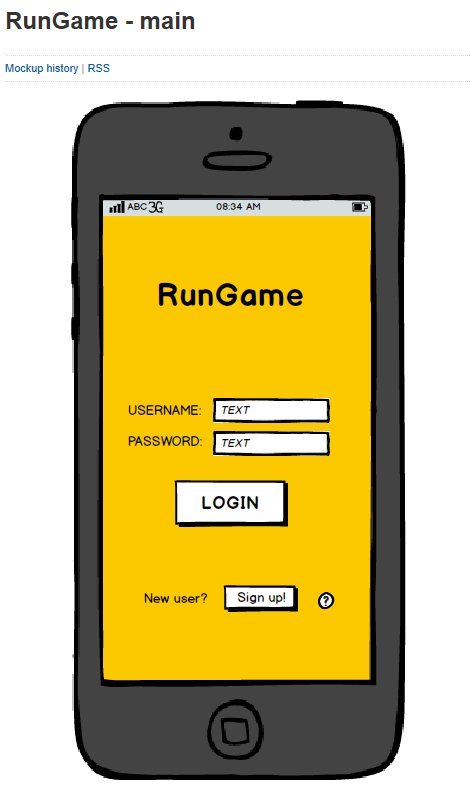 RunGame - main
Mockup history | RSS
ABC 3G 08:34 AM
RunGame
USERNAME: TEXT
PASSWORD: TEXT
LOGIN
New user? Sign up! ?